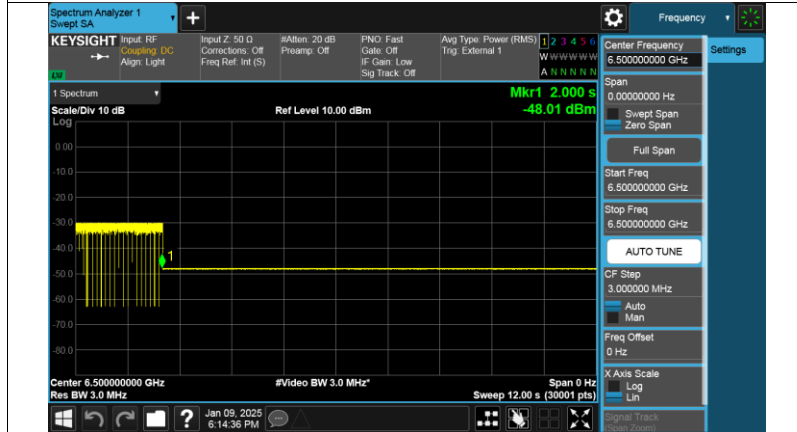 Spectrum Analyzer 1
Swept SA
+
Frequency
KEYSIGHT
Input: RF
Coupling: DC
Align: Light
Input Z: 50 Ω
Corrections: Off
Freq Ref: Int (S)
#Atten: 20 dB
Preamp: Off
PNO: Fast
Gate: Off
IF Gain: Low
Sig Track: Off
Avg Type: Power (RMS)
Trig: External 1
1 2 3 4 5 6
W W W W W W
A N N N N N
LXI
1 Spectrum
Scale/Div 10 dB
Ref Level 10.00 dBm
Mkr1 2.000 s
-48.01 dBm
Log
0.00
-10.0
-20.0
-30.0
-40.0
-50.0
-60.0
-70.0
-80.0
1
Center 6.500000000 GHz
Res BW 3.0 MHz
#Video BW 3.0 MHz*
Span 0 Hz
Sweep 12.00 s (30001 pts)
Center Frequency
6.500000000 GHz
Settings
Span
0.00000000 Hz
Swept Span
Zero Span
Full Span
Start Freq
6.500000000 GHz
Stop Freq
6.500000000 GHz
AUTO TUNE
CF Step
3.000000 MHz
Auto
Man
Freq Offset
0 Hz
X Axis Scale
Log
Lin
Signal Track
(Span Zoom)
?
Jan 09, 2025
6:14:36 PM